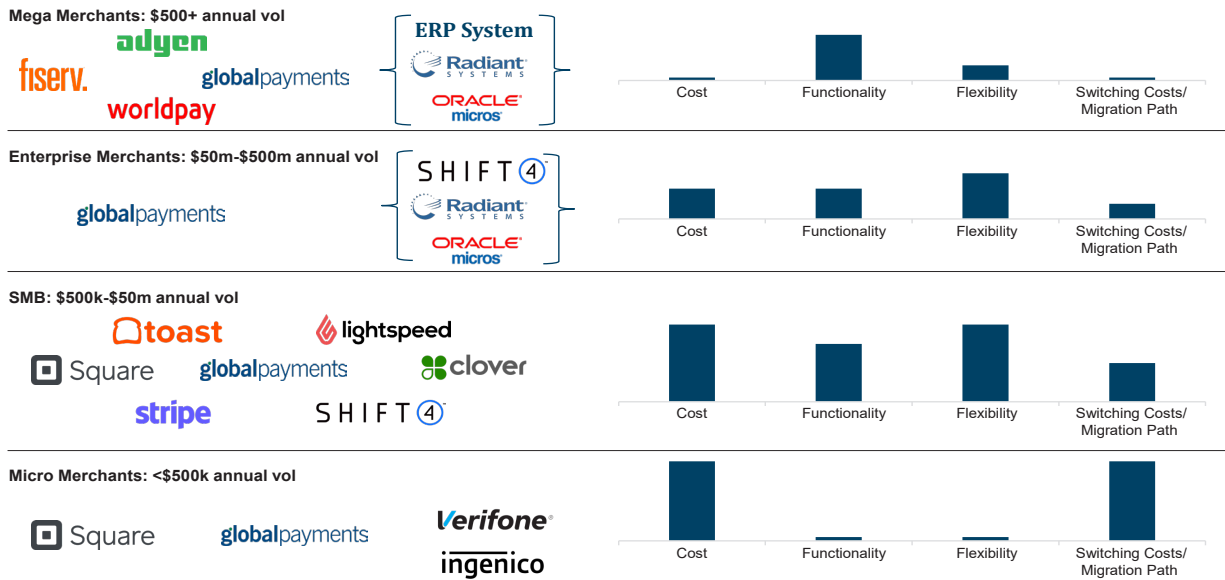 Mega Merchants: $500+ annual vol
adyen
fiserv.
globalpayments
worldpay
ERP System
Radiant®
SYSTEMS
ORACLE®
micros®
Cost
Functionality
Flexibility
Switching Costs/
Migration Path
Enterprise Merchants: $50m-$500m annual vol
globalpayments
SHIFT 4™
Radiant®
SYSTEMS
ORACLE®
micros®
Cost
Functionality
Flexibility
Switching Costs/
Migration Path
SMB: $500k-$50m annual vol
toast
lightspeed
Square
globalpayments
clover
stripe
SHIFT 4™
Cost
Functionality
Flexibility
Switching Costs/
Migration Path
Micro Merchants: <$500k annual vol
Square
globalpayments
Verifone®
ingenico
Cost
Functionality
Flexibility
Switching Costs/
Migration Path